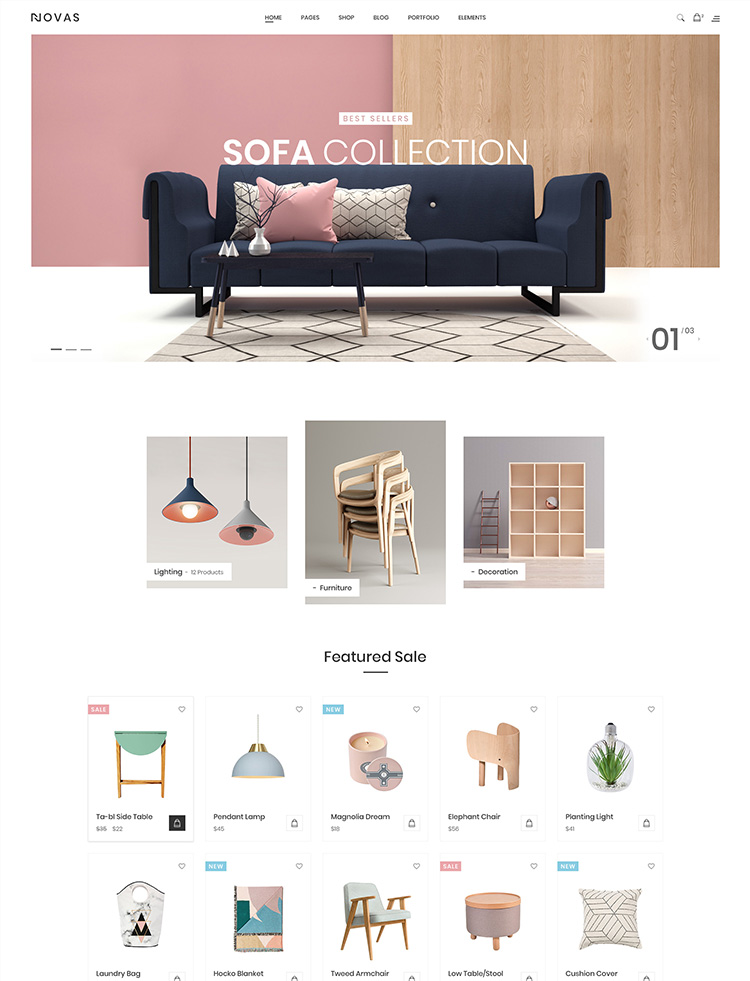 NOVAS
HOME PAGES SHOP BLOG PORTFOLIO ELEMENTS
2
BEST SELLERS
SOFA COLLECTION
01 / 03
Lighting - 12 Products
- Furniture
- Decoration
Featured Sale
SALE
NEW
Ta-bl Side Table
$35 $22
Pendant Lamp
$45
Magnolia Dream
$18
Elephant Chair
$56
Planting Light
$41
NEW
SALE
NEW
Laundry Bag
Hocko Blanket
Tweed Armchair
Low Table/Stool
Cushion Cover